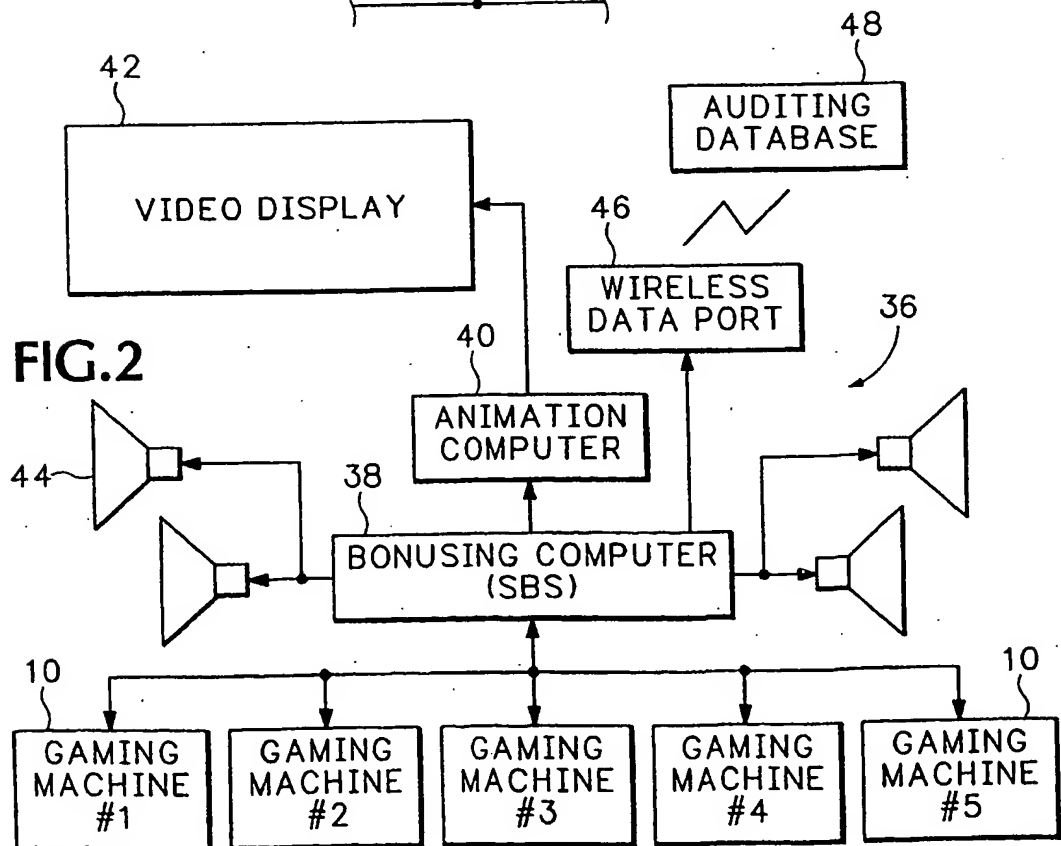 42
48
AUDITING
DATABASE
VIDEO DISPLAY
46
WIRELESS
DATA PORT
36
FIG.2
40
ANIMATION
COMPUTER
44
38
BONUSING COMPUTER
(SBS)
10
10
GAMING
MACHINE
#1
GAMING
MACHINE
#2
GAMING
MACHINE
#3
GAMING
MACHINE
#4
GAMING
MACHINE
#5